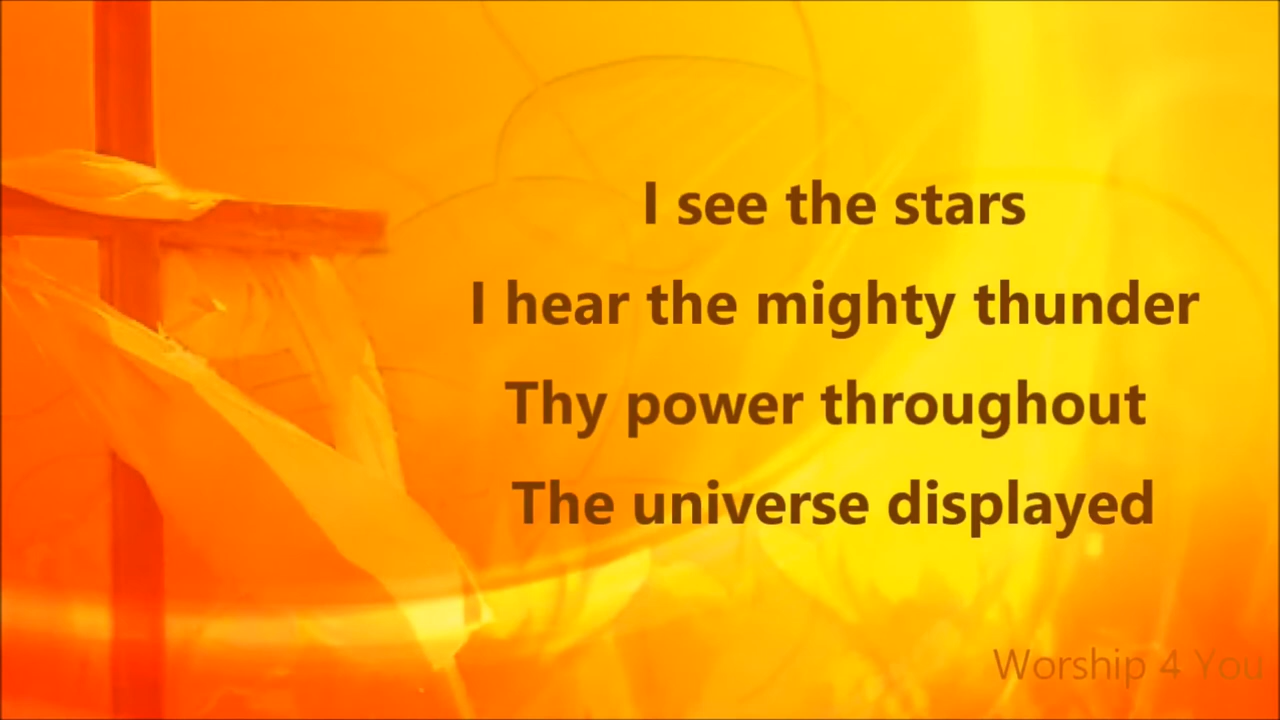 I see the stars
I hear the mighty thunder
Thy power throughout
The universe displayed
Worship 4 You